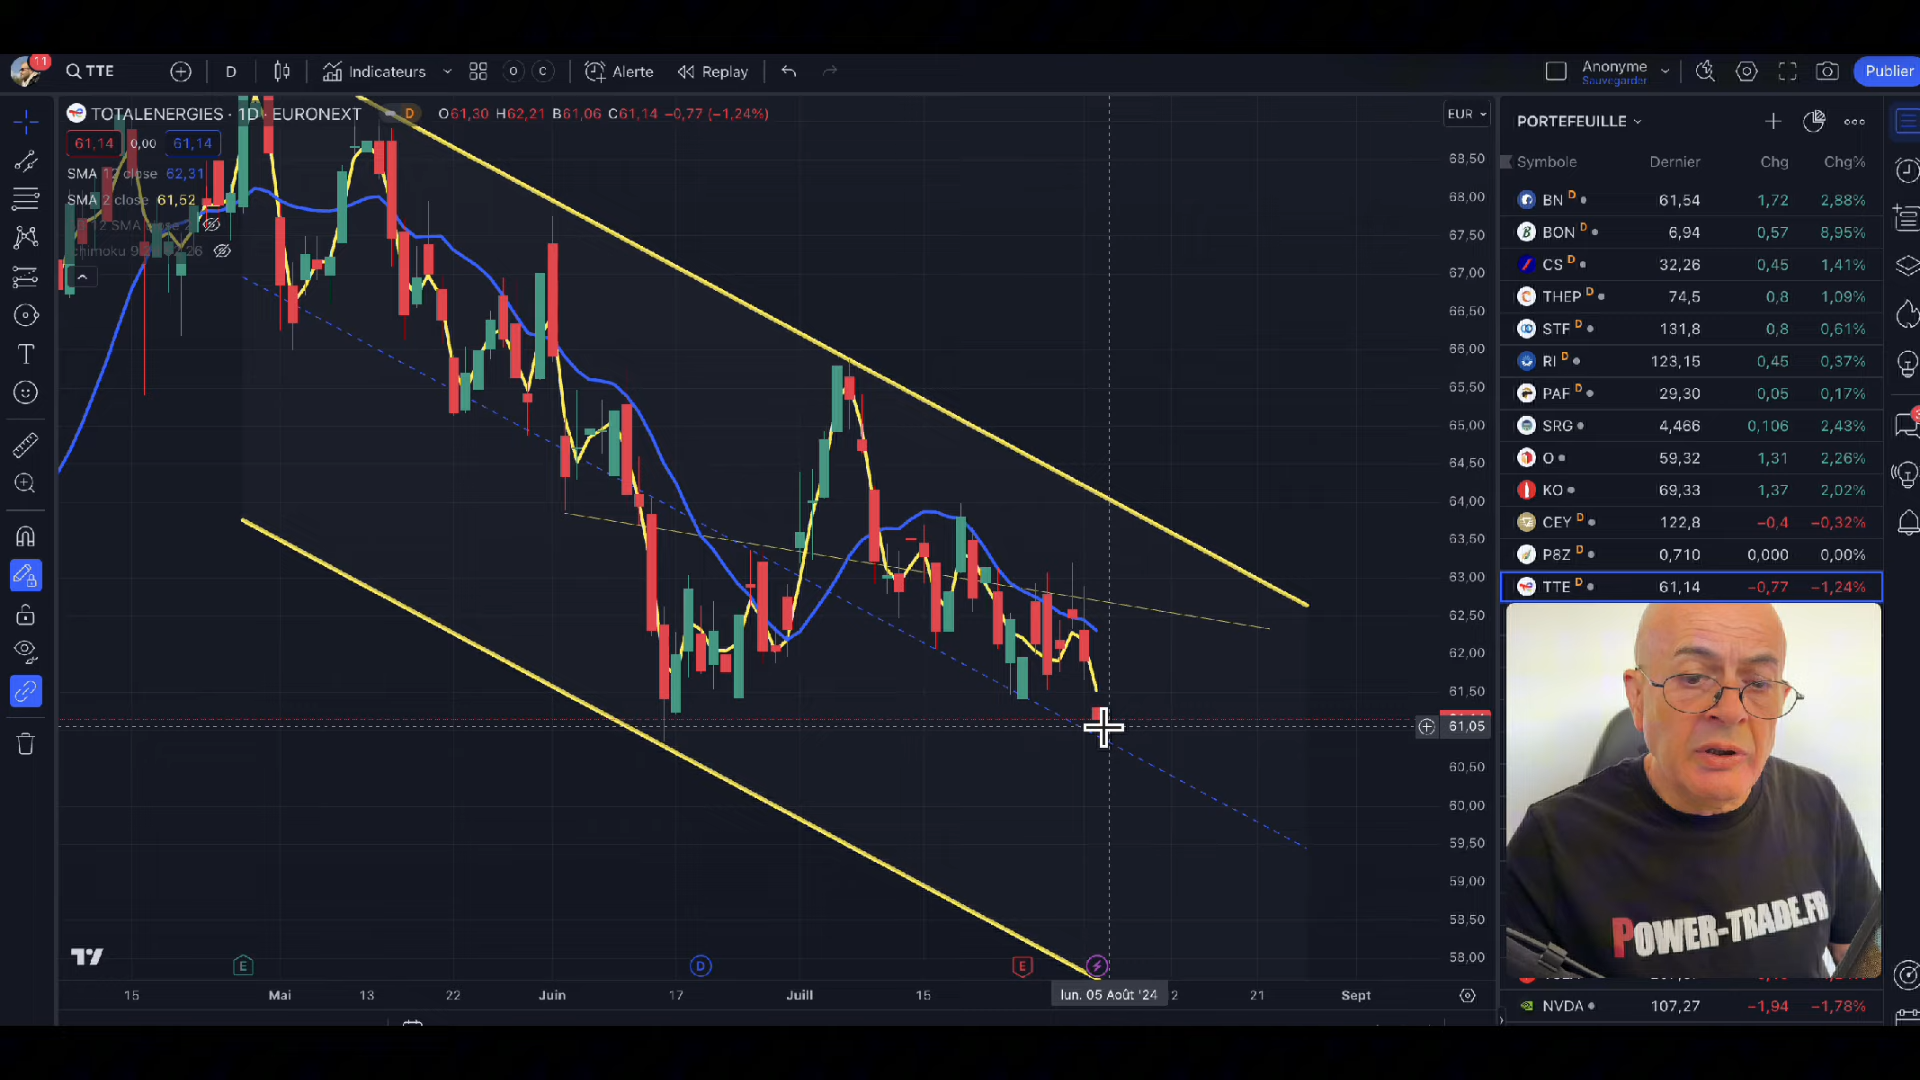 11
TTE
D
Indicateurs
O
C
Alerte
Replay
Anonyme
Sauvegarder
Publier
TOTALENERGIES · 1D · EURONEXT
D
O61,30 H62,21 B61,06 C61,14 −0,77 (−1,24%)
EUR
61,14 0,00 61,14
SMA 12 close 62,31
SMA 2 close 61,52
68,50
68,00
67,50
67,00
66,50
66,00
65,50
65,00
64,50
64,00
63,50
63,00
62,50
62,00
61,50
61,05
60,50
60,00
59,50
59,00
58,50
58,00
E
D
E
15
Mai
13
22
Juin
17
Juill
15
lun. 05 Août '24
2
21
Sept
PORTEFEUILLE
Symbole Dernier Chg Chg%
BN D 61,54 1,72 2,88%
BON D 6,94 0,57 8,95%
CS D 32,26 0,45 1,41%
THEP D 74,5 0,8 1,09%
STF D 131,8 0,8 0,61%
RI D 123,15 0,45 0,37%
PAF D 29,30 0,05 0,17%
SRG D 4,466 0,106 2,43%
O 59,32 1,31 2,26%
KO 69,33 1,37 2,02%
CEY D 122,8 −0,4 −0,32%
P8Z D 0,710 0,000 0,00%
TTE D 61,14 −0,77 −1,24%
POWER-TRADE.FR
NVDA 107,27 −1,94 −1,78%